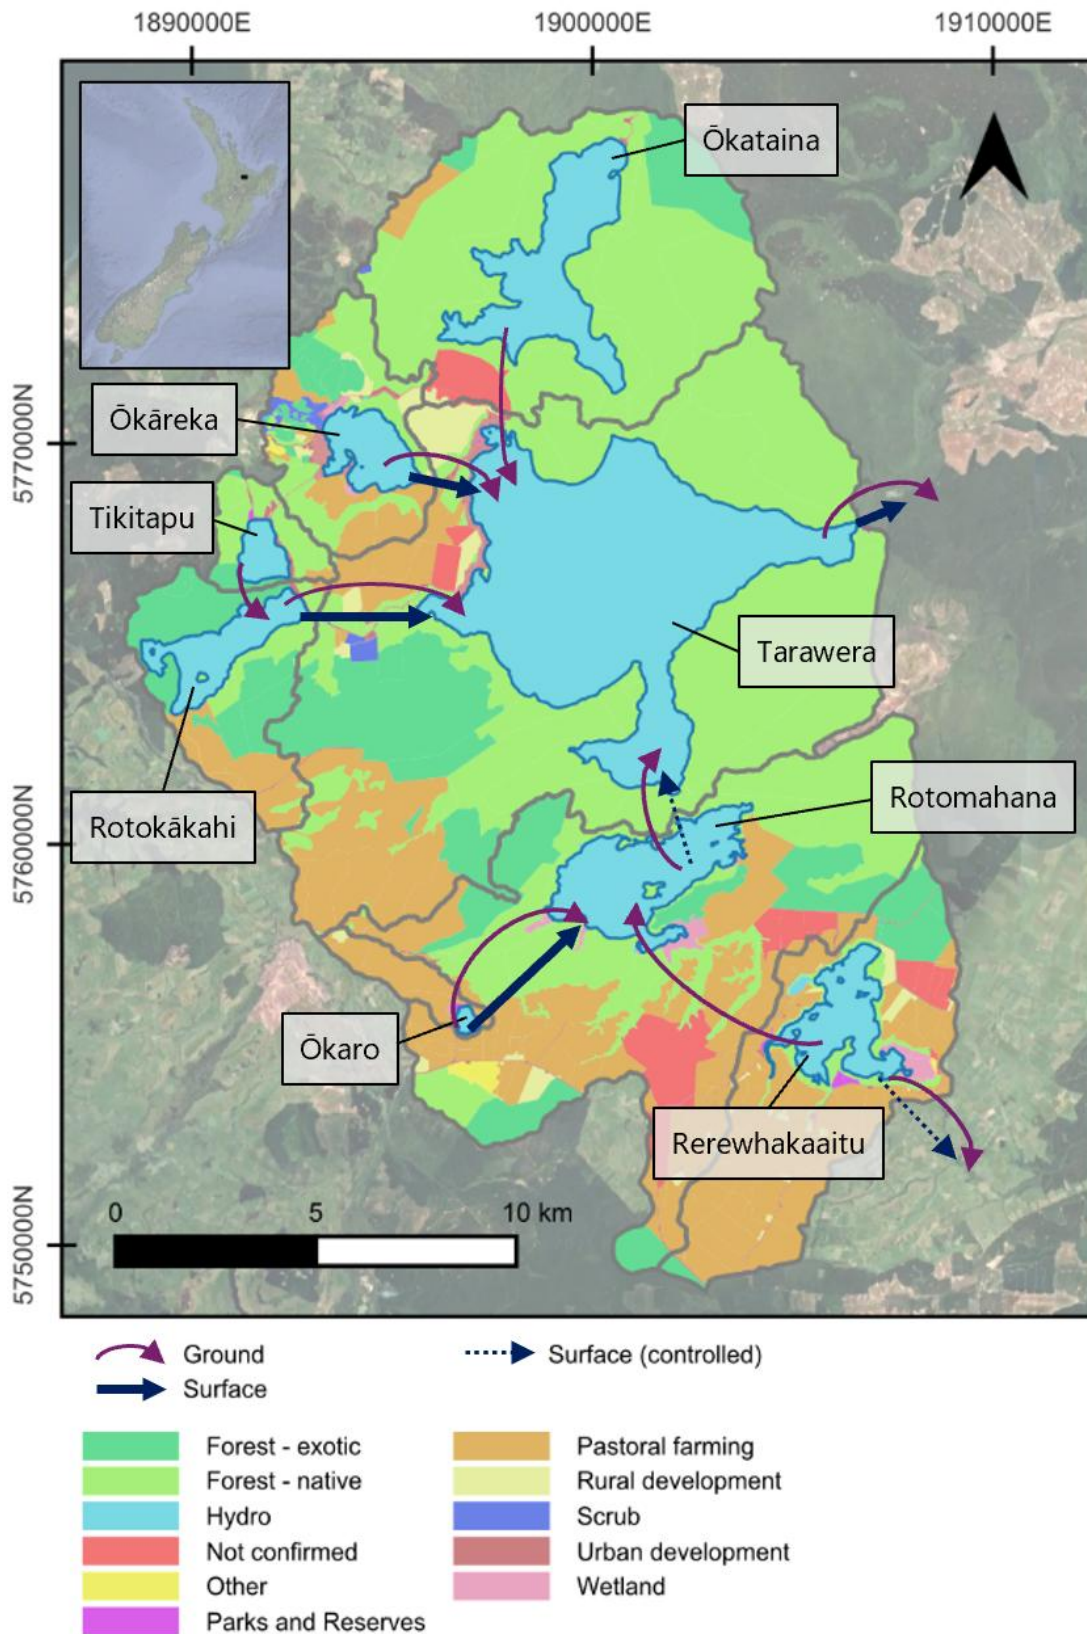 1890000E
1900000E
1910000E
Ōkataina
Ōkāreka
5770000N
Tikitapu
Tarawera
Rotomahana
Rotokākahi
5760000N
Ōkaro
Rerewhakaaitu
0 5 10 km
5750000N
Ground
Surface (controlled)
Surface
Forest - exotic
Pastoral farming
Forest - native
Rural development
Hydro
Scrub
Not confirmed
Urban development
Other
Wetland
Parks and Reserves